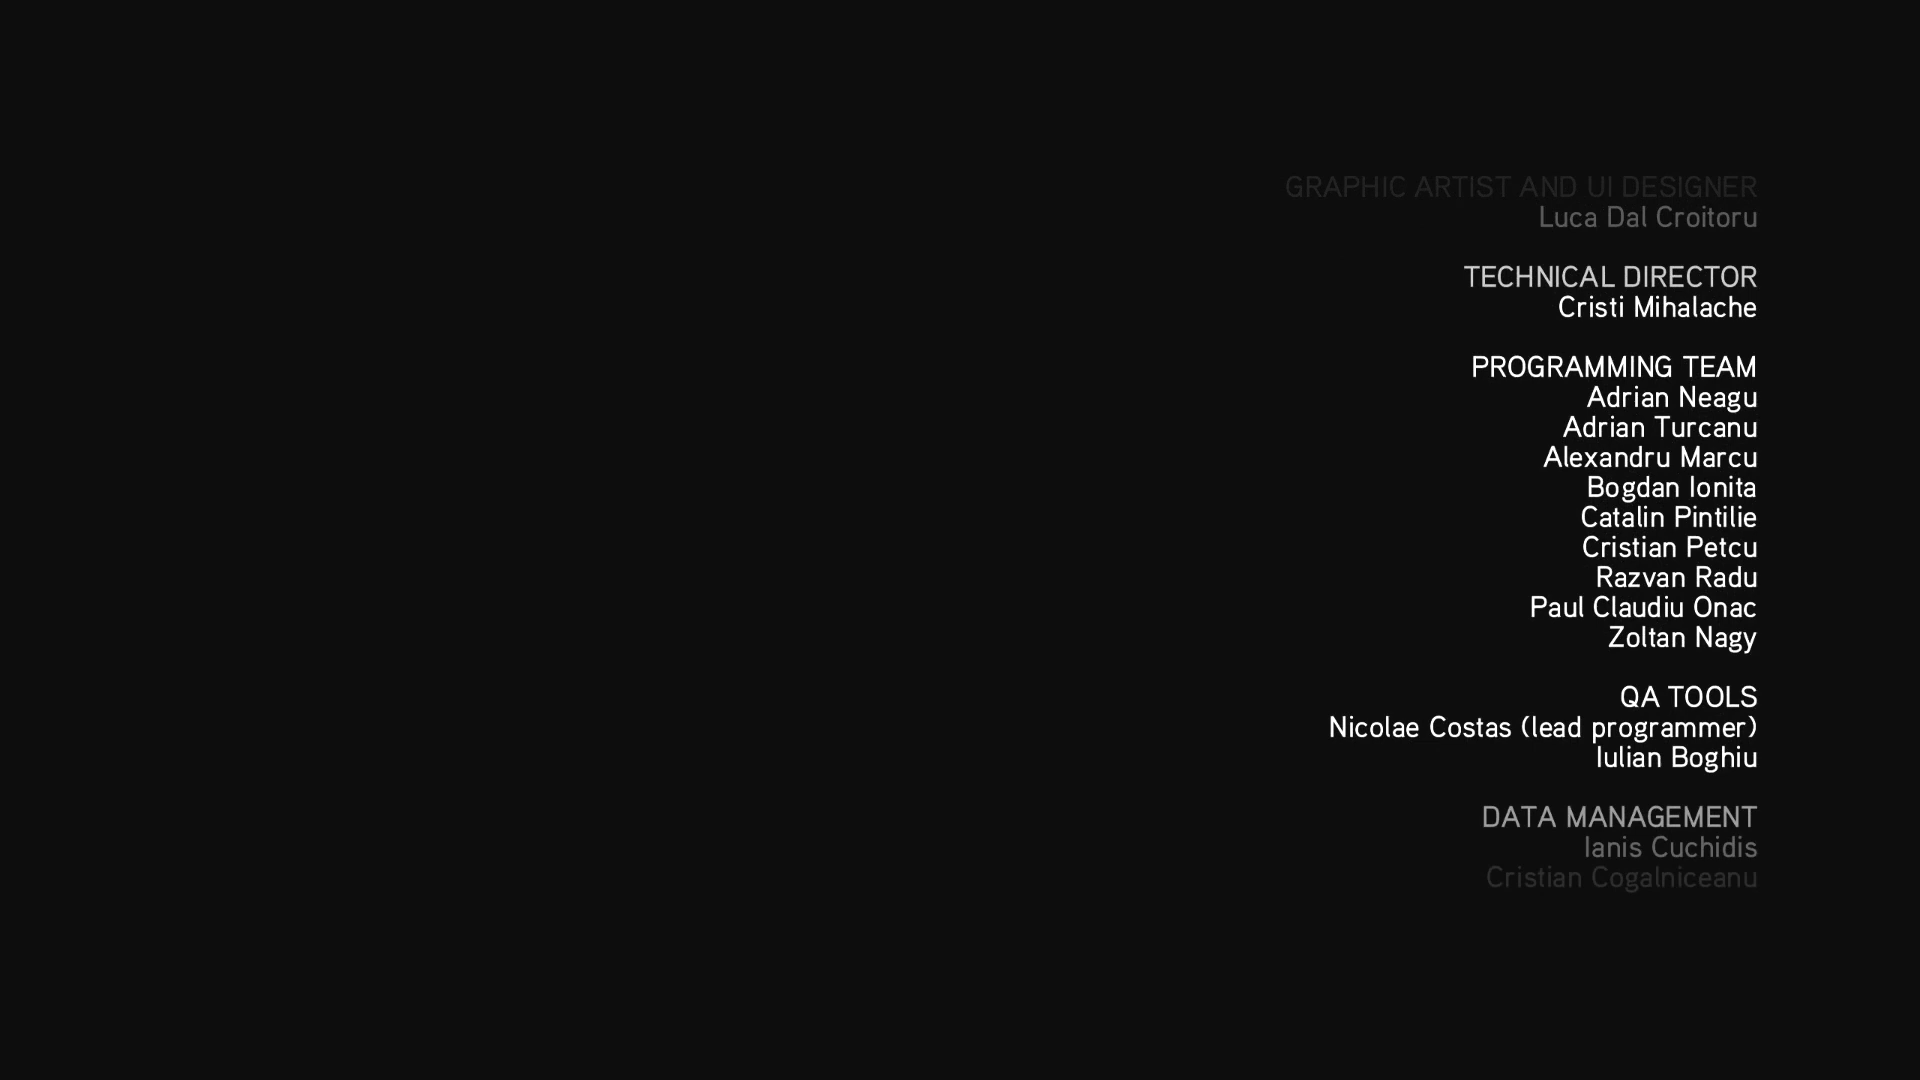 GRAPHIC ARTIST AND UI DESIGNER
Luca Dal Croitoru
TECHNICAL DIRECTOR
Cristi Mihalache
PROGRAMMING TEAM
Adrian Neagu
Adrian Turcanu
Alexandru Marcu
Bogdan Ionita
Catalin Pintilie
Cristian Petcu
Razvan Radu
Paul Claudiu Onac
Zoltan Nagy
QA TOOLS
Nicolae Costas (lead programmer)
Iulian Boghiu
DATA MANAGEMENT
Ianis Cuchidis
Cristian Cogalniceanu